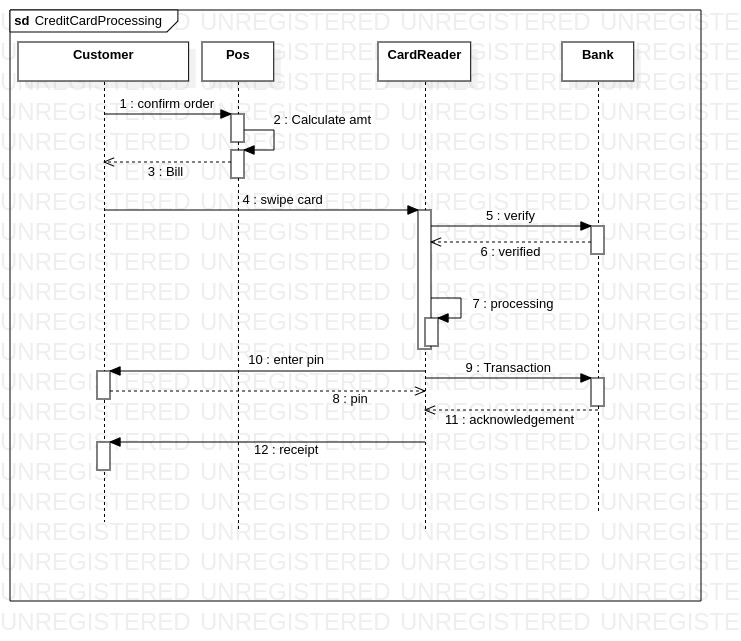 sd CreditCardProcessing
Customer
Pos
CardReader
Bank
1 : confirm order
2 : Calculate amt
3 : Bill
4 : swipe card
5 : verify
6 : verified
7 : processing
10 : enter pin
9 : Transaction
8 : pin
11 : acknowledgement
12 : receipt
UNREGISTERED UNREGISTERED UNREGISTERED UNREGISTERED